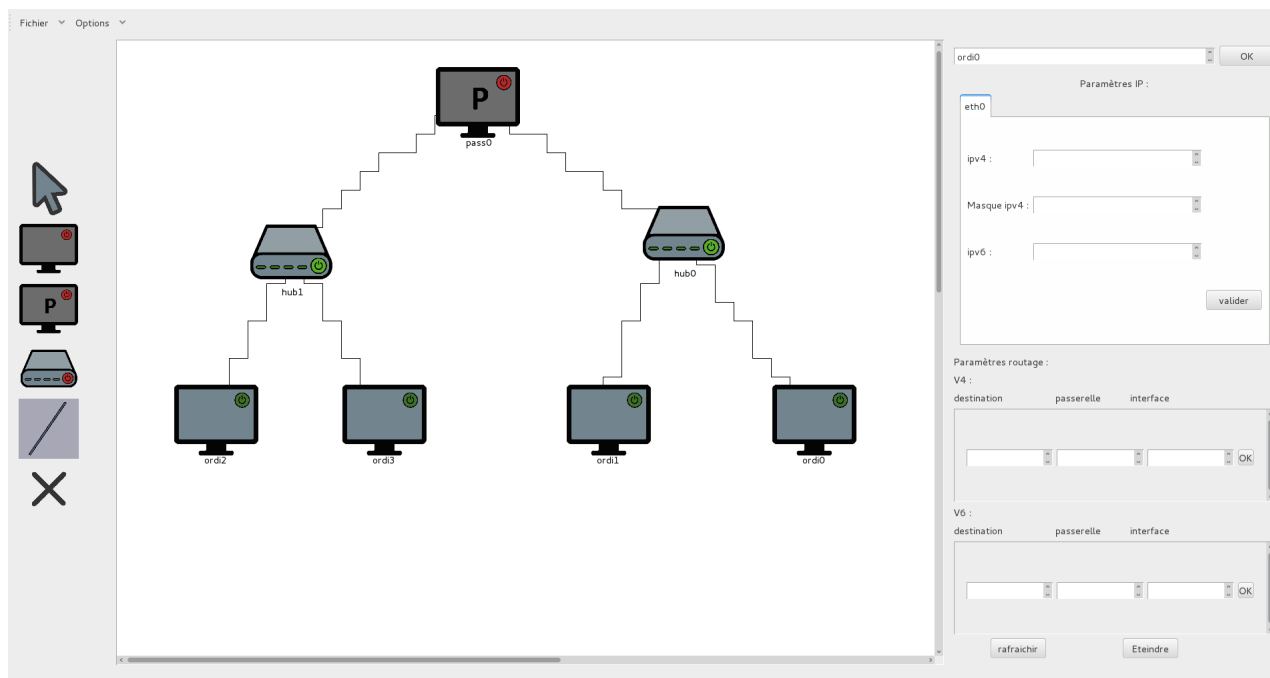 Fichier Options
ordi0 OK
Paramètres IP :
eth0
P
pass0
ipv4 :
Masque ipv4 :
ipv6 :
hub0
hub1
P
valider
Paramètres routage :
V4 :
destination passerelle interface
OK
ordi2 ordi3 ordi1 ordi0
V6 :
destination passerelle interface
OK
rafraichir Eteindre